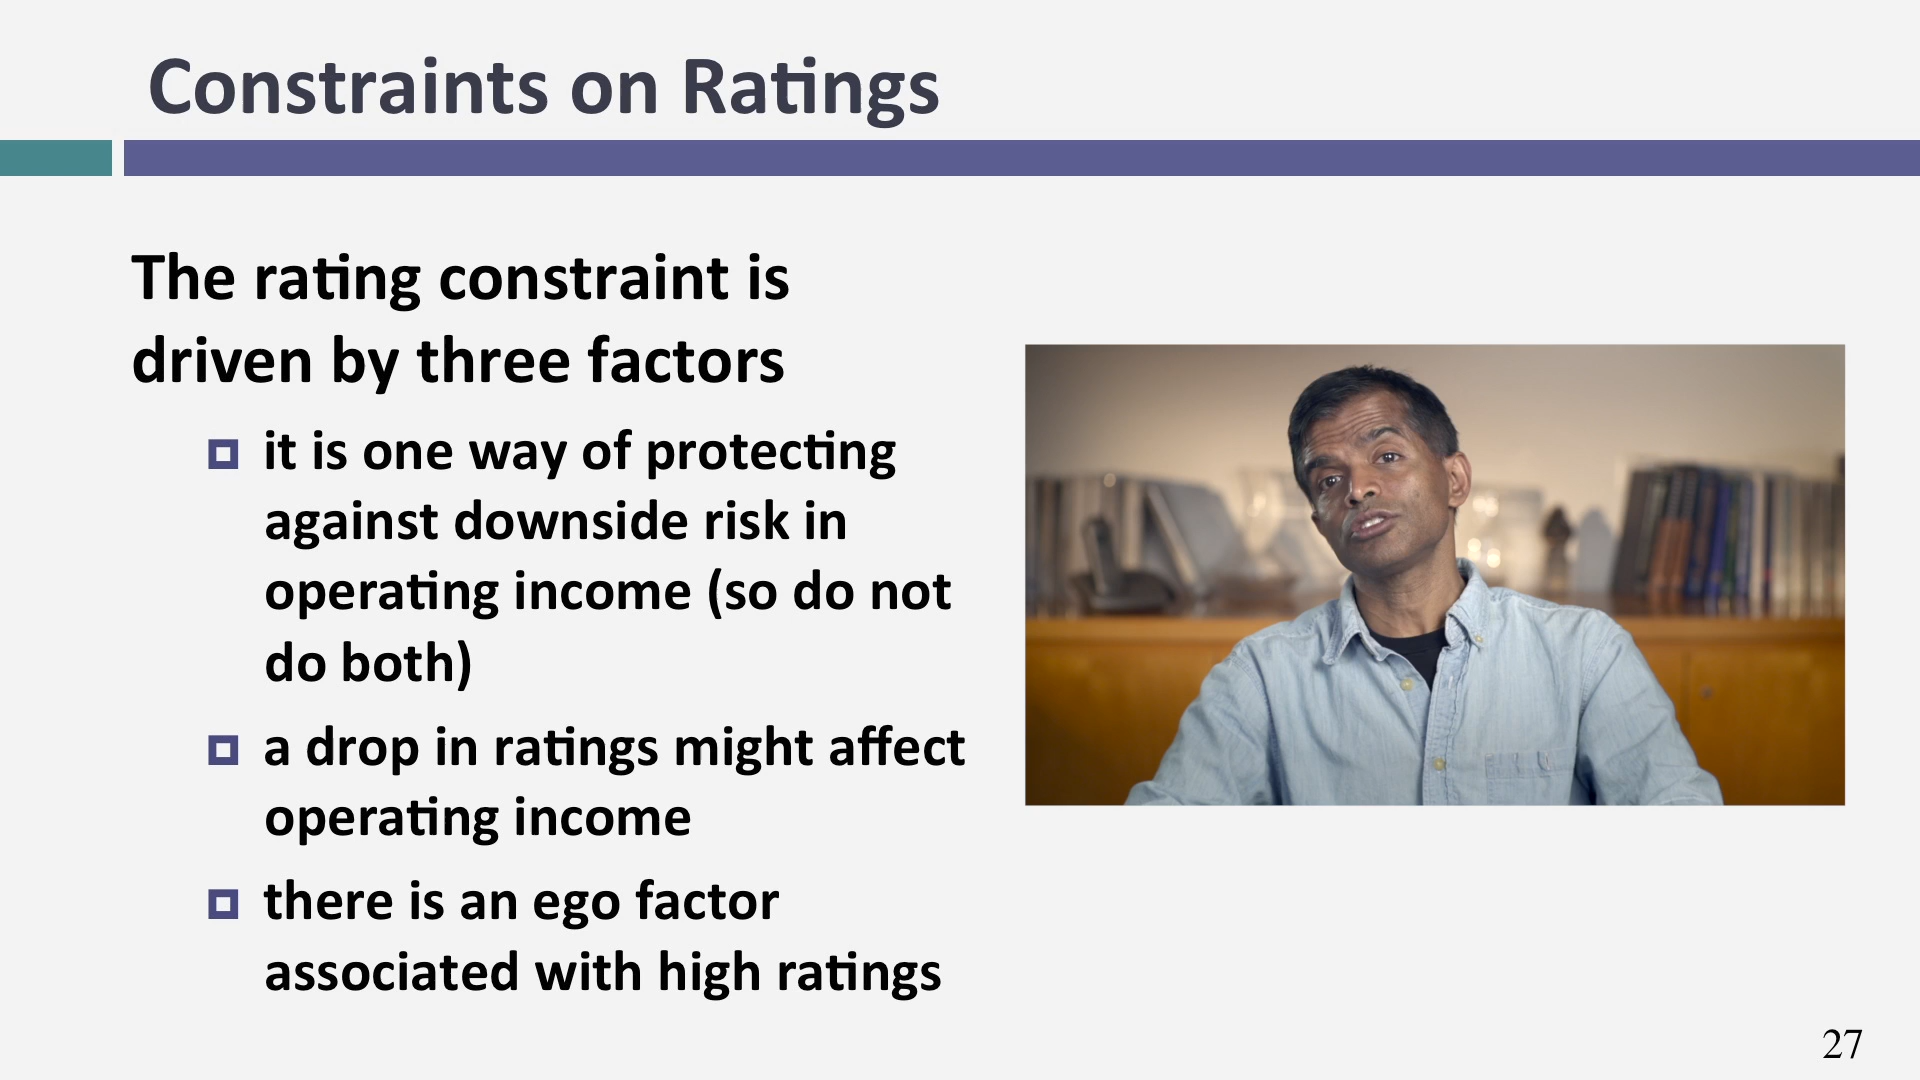 Constraints on Ratings
The rating constraint is
driven by three factors
it is one way of protecting
against downside risk in
operating income (so do not
do both)
a drop in ratings might affect
operating income
there is an ego factor
associated with high ratings
27